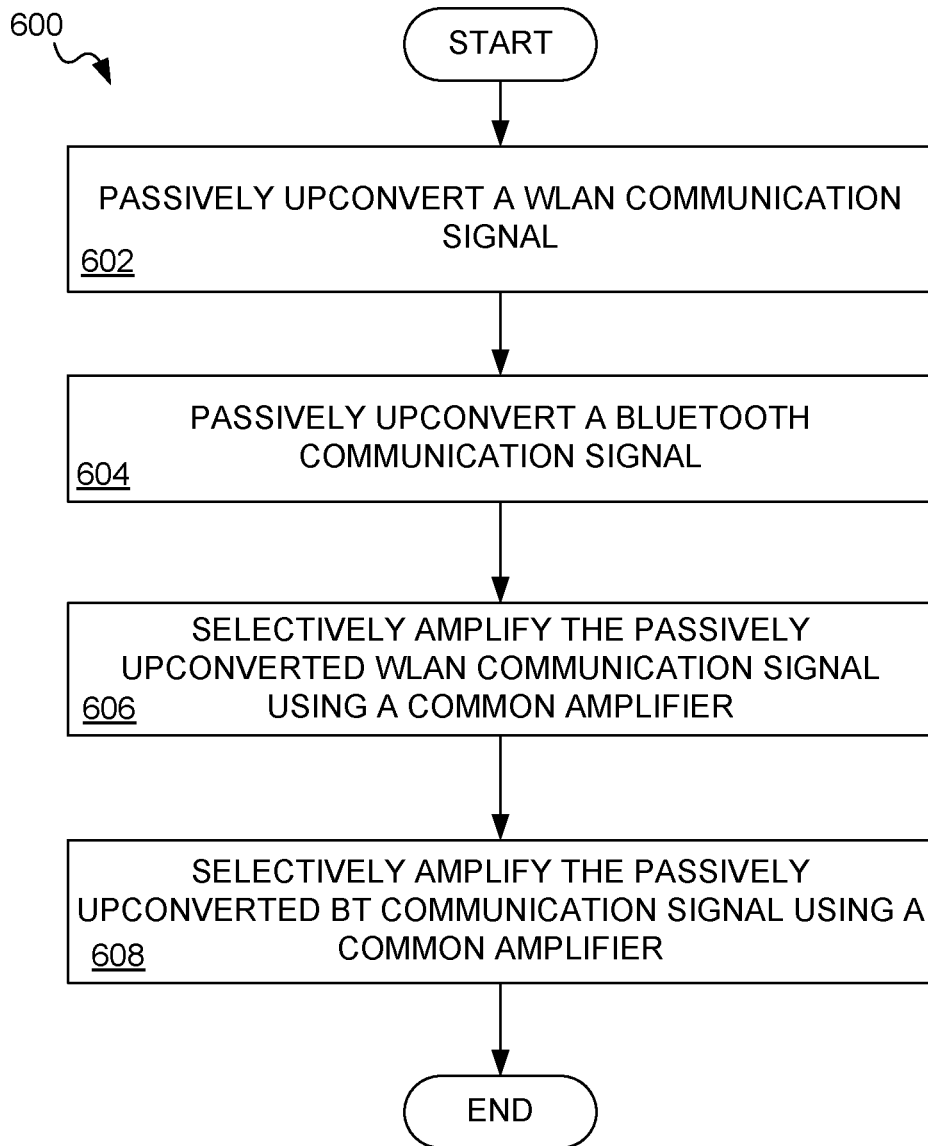 600
START
PASSIVELY UPCONVERT A WLAN COMMUNICATION
SIGNAL
602
PASSIVELY UPCONVERT A BLUETOOTH
COMMUNICATION SIGNAL
604
SELECTIVELY AMPLIFY THE PASSIVELY
UPCONVERTED WLAN COMMUNICATION SIGNAL
USING A COMMON AMPLIFIER
606
SELECTIVELY AMPLIFY THE PASSIVELY
UPCONVERTED BT COMMUNICATION SIGNAL USING A
COMMON AMPLIFIER
608
END